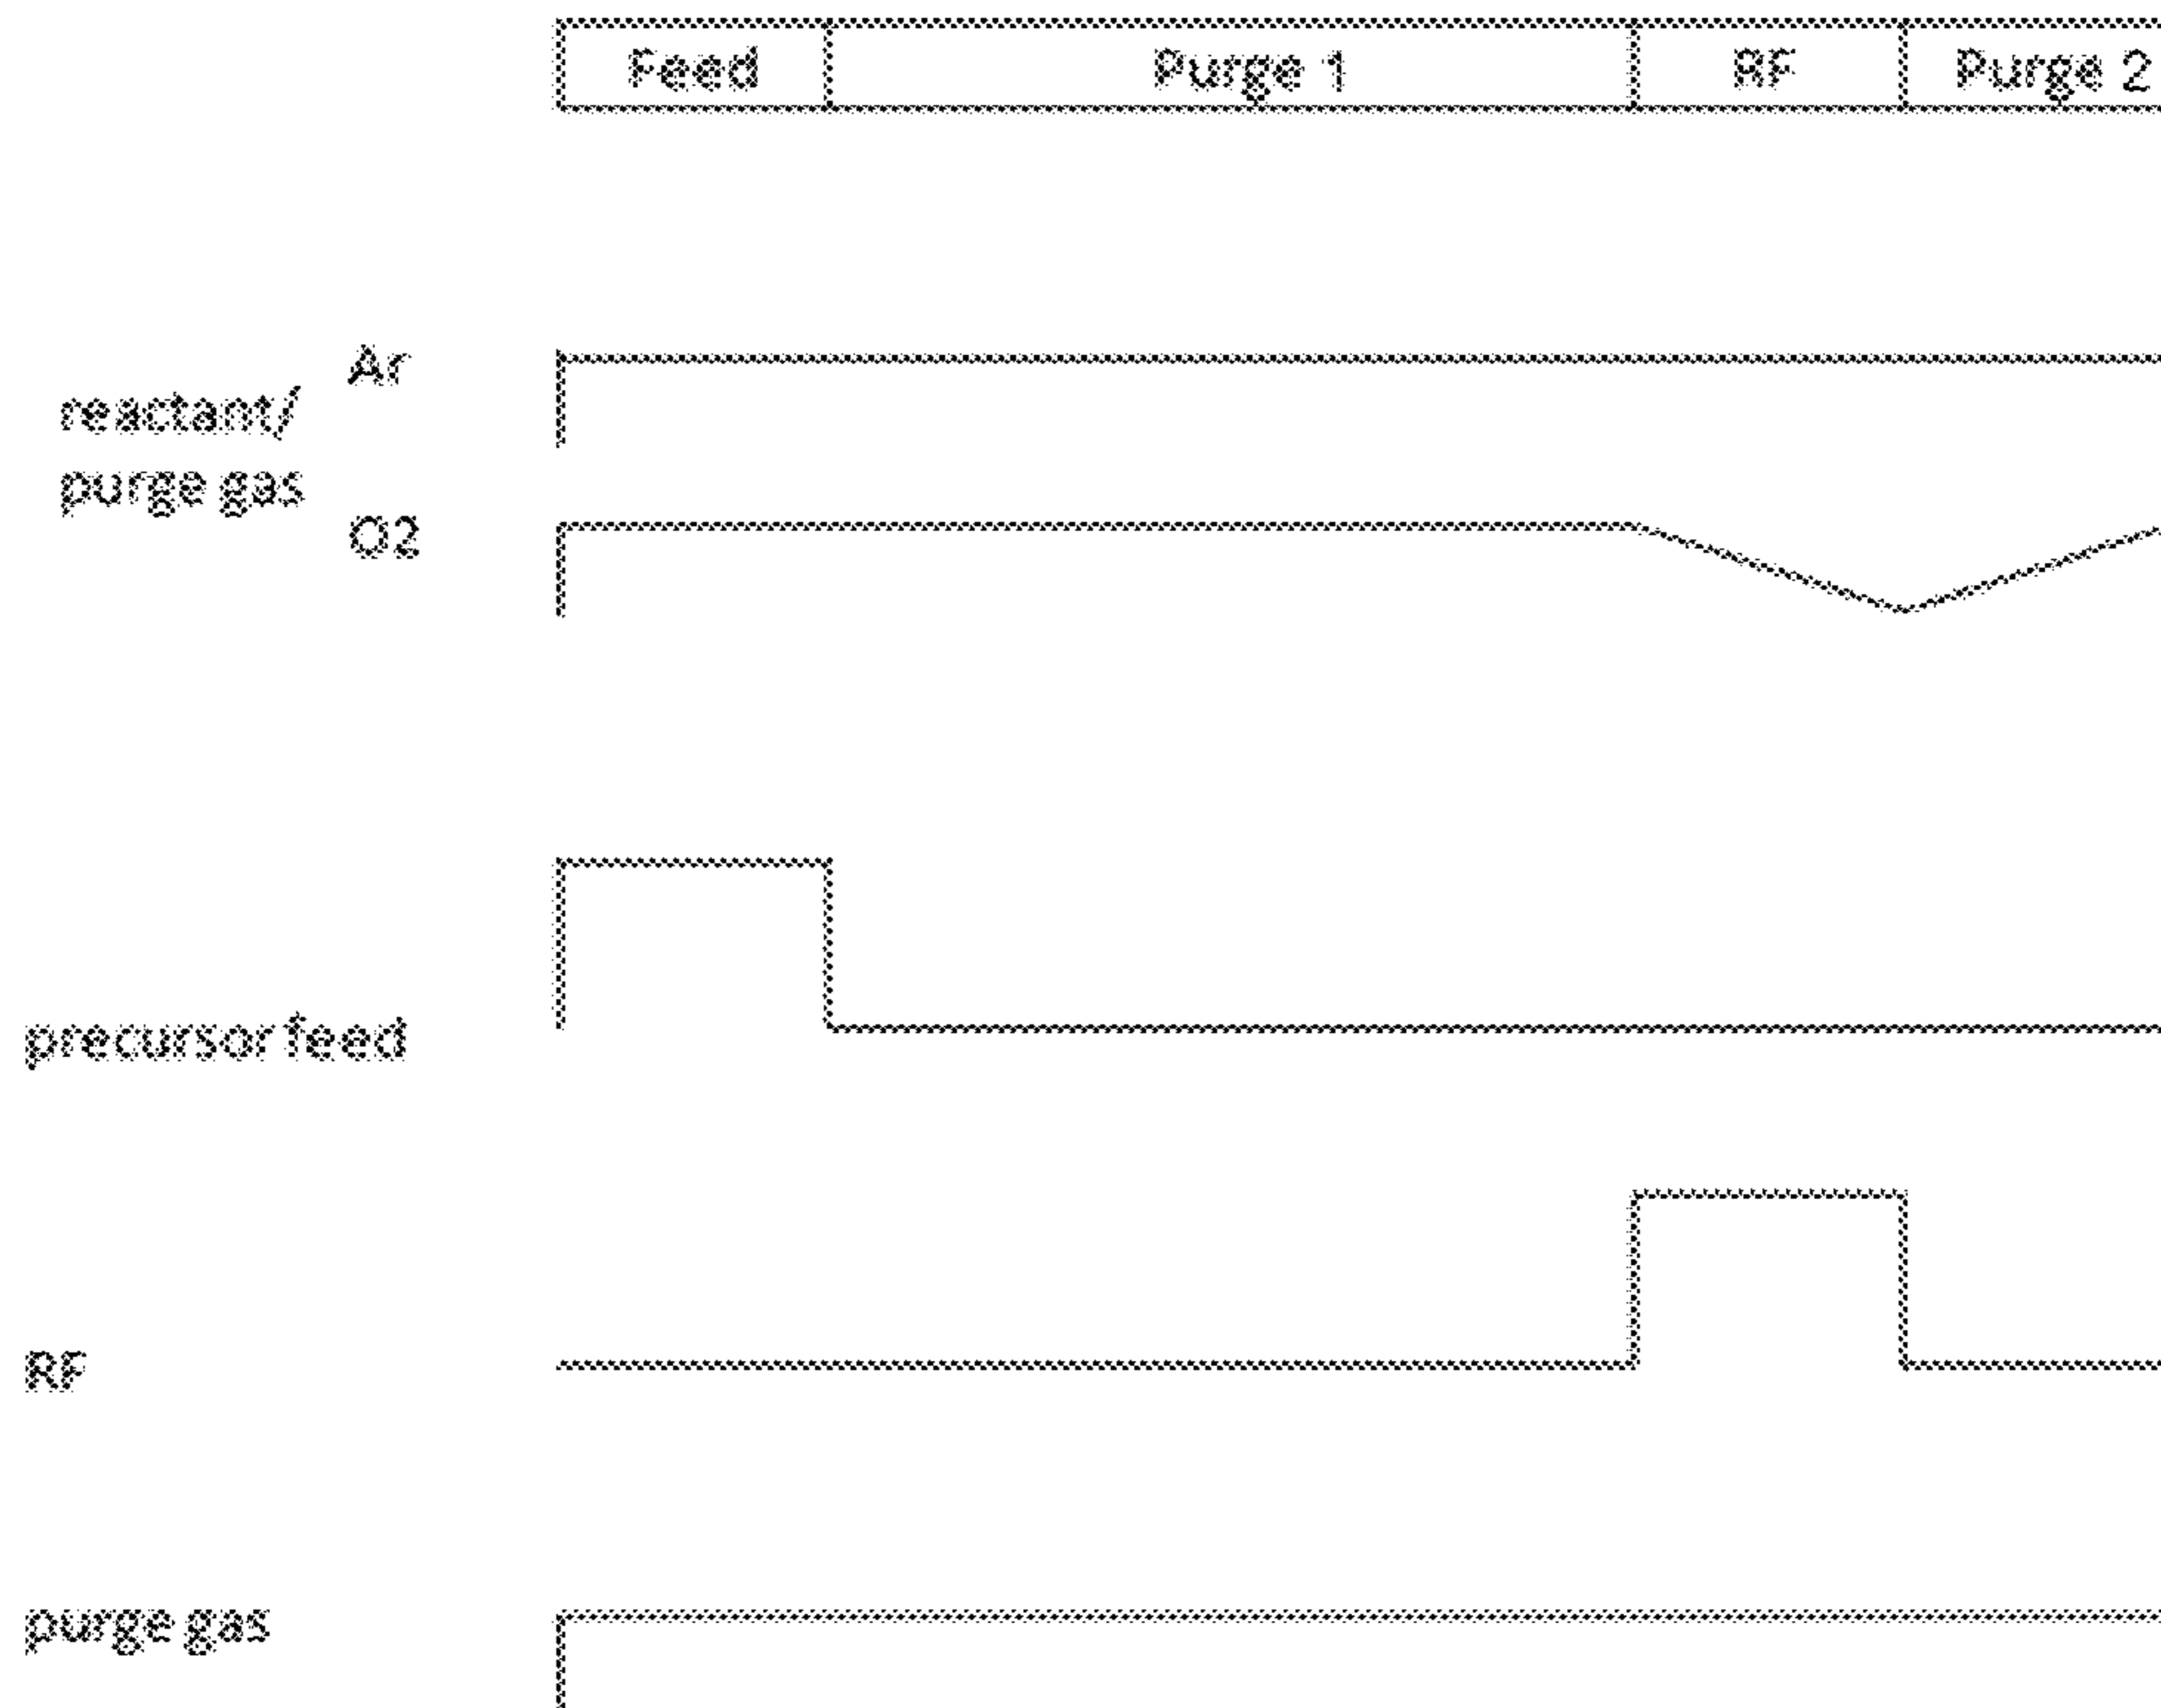 Feed Purge 1 RF Purge 2
Ar
reactant/
purge gas
O2
precursor feed
RF
purge gas